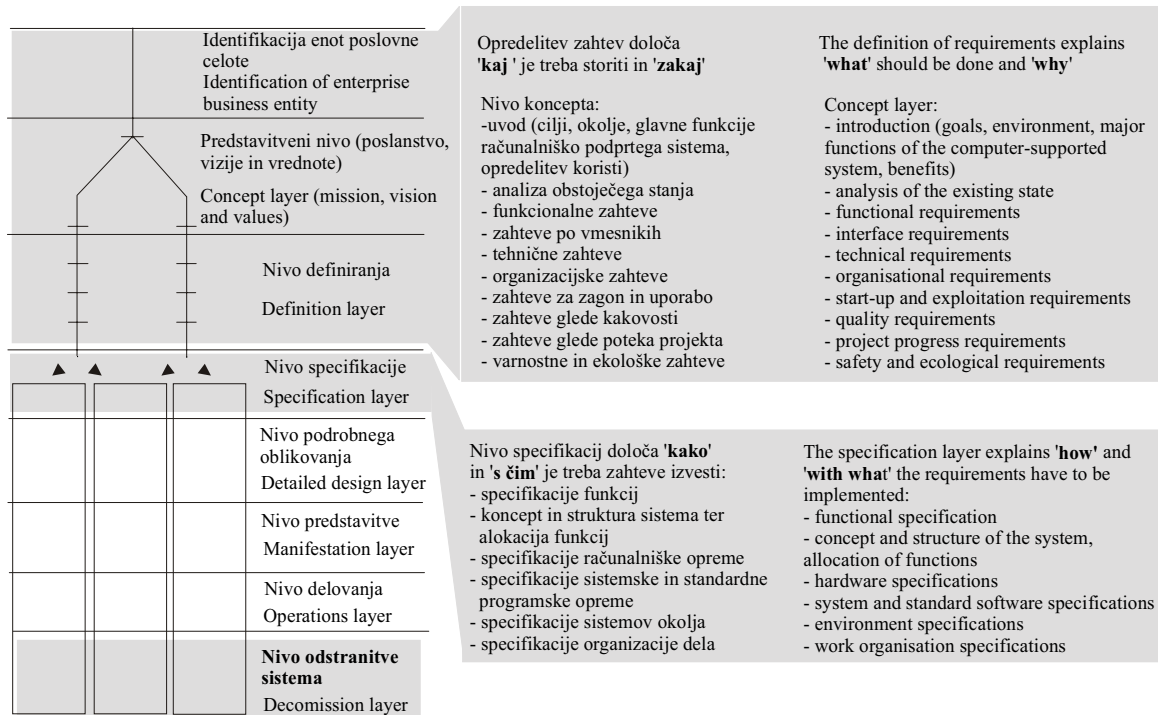 Identifikacija enot poslovne
celote
Identification of enterprise
business entity
Predstavitveni nivo (poslanstvo,
vizije in vrednote)
Concept layer (mission, vision
and values)
Nivo definiranja
Definition layer
Nivo specifikacije
Specification layer
Nivo podrobnega
oblikovanja
Detailed design layer
Nivo predstavitve
Manifestation layer
Nivo delovanja
Operations layer
Nivo odstranitve
sistema
Decomission layer
Opredelitev zahtev določa
'kaj ' je treba storiti in 'zakaj'
Nivo koncepta:
-uvod (cilji, okolje, glavne funkcije
računalniško podprtega sistema,
opredelitev koristi)
- analiza obstoječega stanja
- funkcionalne zahteve
- zahteve po vmesnikih
- tehnične zahteve
- organizacijske zahteve
- zahteve za zagon in uporabo
- zahteve glede kakovosti
- zahteve glede poteka projekta
- varnostne in ekološke zahteve
The definition of requirements explains
'what' should be done and 'why'
Concept layer:
- introduction (goals, environment, major
functions of the computer-supported
system, benefits)
- analysis of the existing state
- functional requirements
- interface requirements
- technical requirements
- organisational requirements
- start-up and exploitation requirements
- quality requirements
- project progress requirements
- safety and ecological requirements
Nivo specifikacij določa 'kako'
in 's čim' je treba zahteve izvesti:
- specifikacije funkcij
- koncept in struktura sistema ter
alokacija funkcij
- specifikacije računalniške opreme
- specifikacije sistemske in standardne
programske opreme
- specifikacije sistemov okolja
- specifikacije organizacije dela
The specification layer explains 'how' and
'with what' the requirements have to be
implemented:
- functional specification
- concept and structure of the system,
allocation of functions
- hardware specifications
- system and standard software specifications
- environment specifications
- work organisation specifications